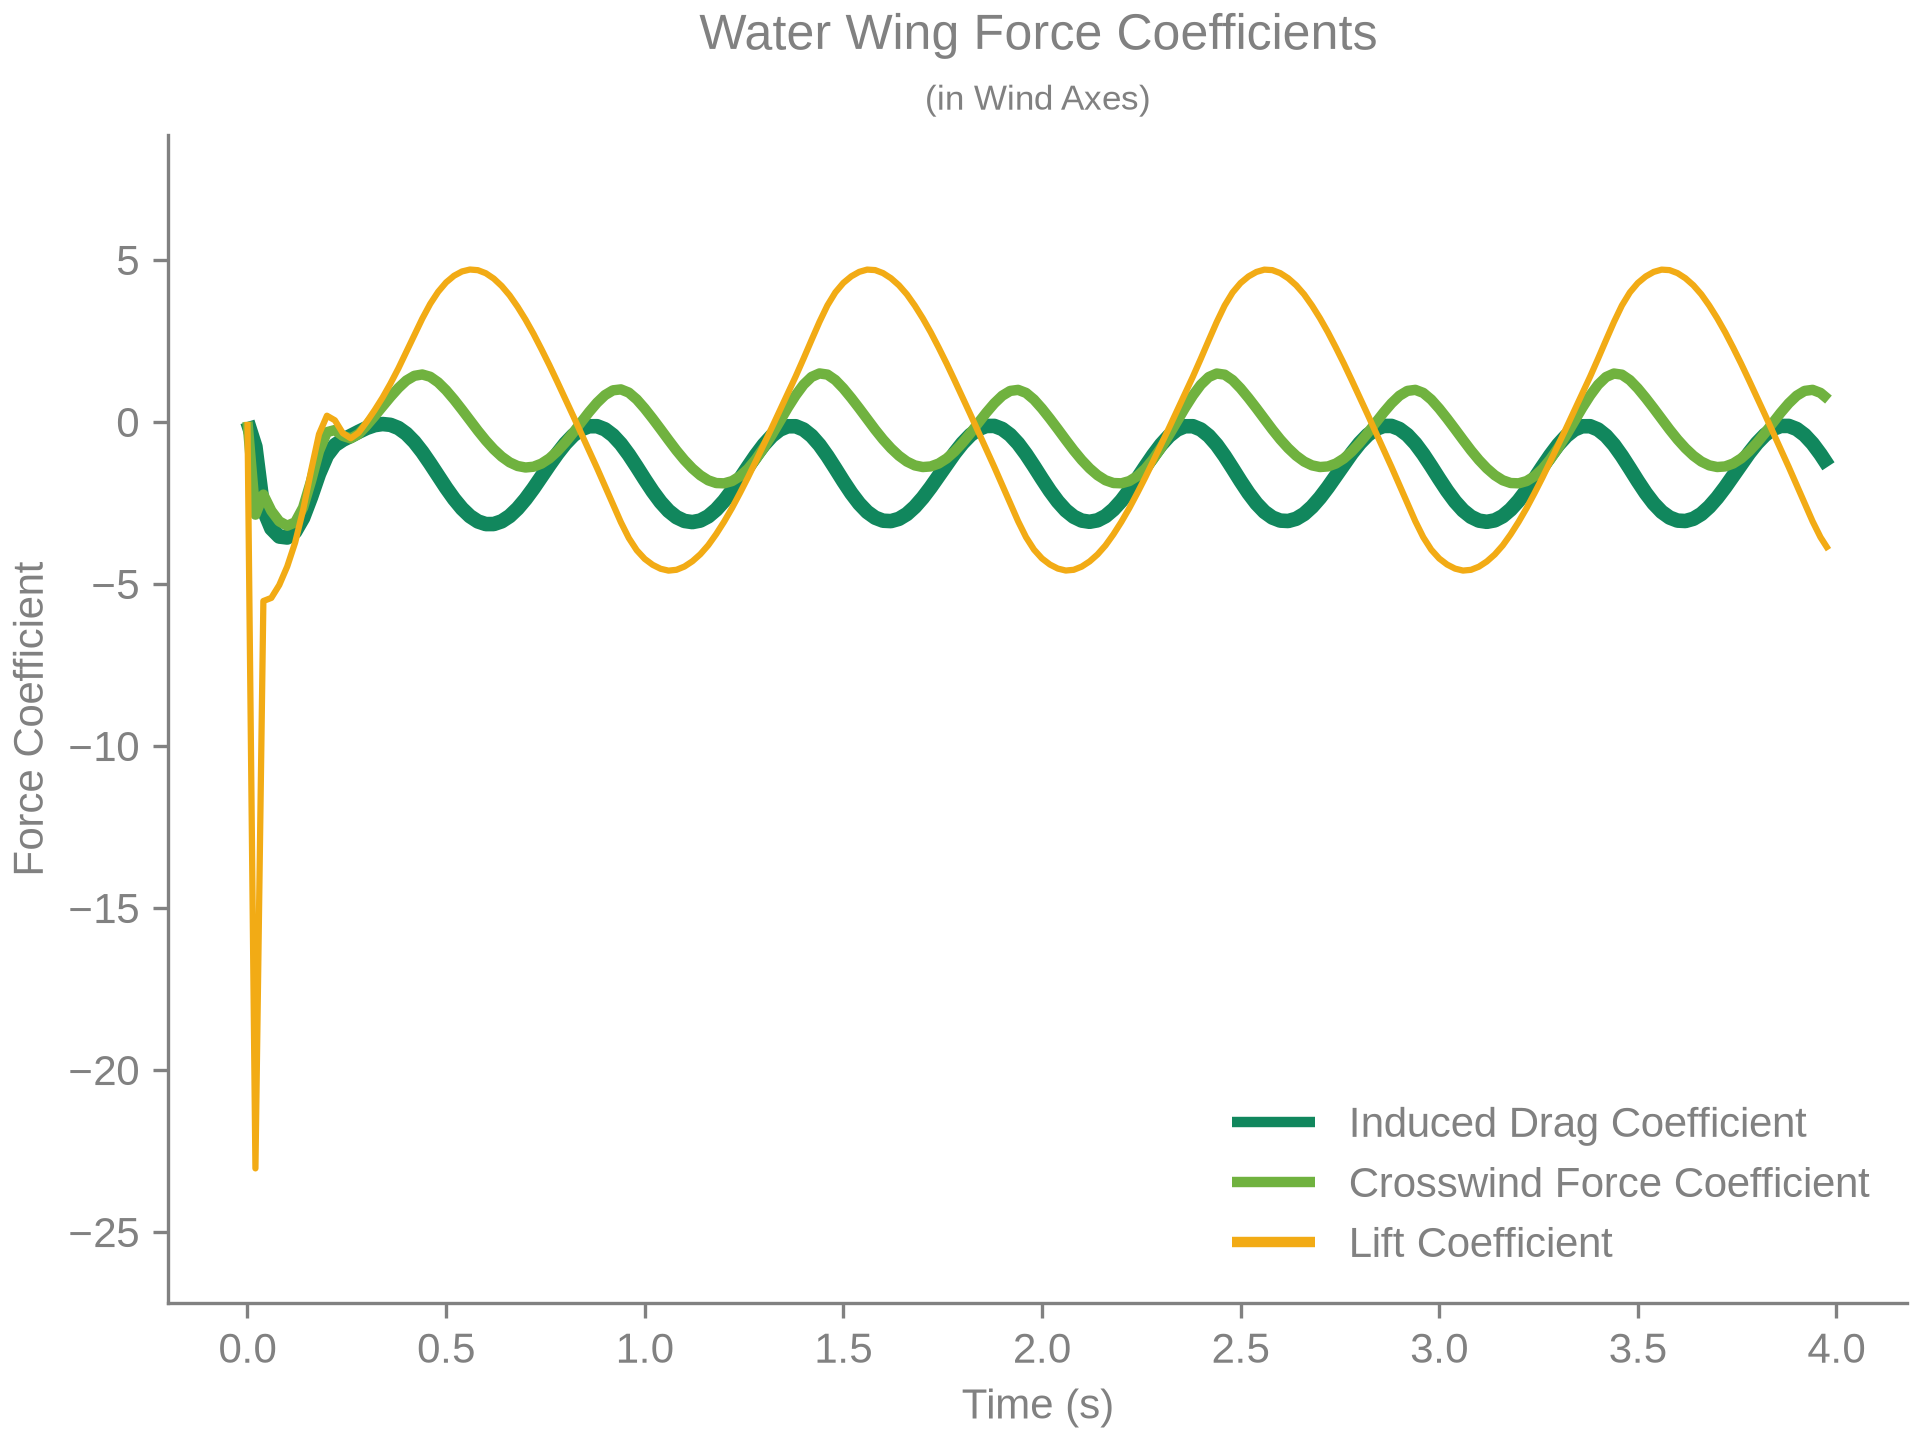 Water Wing Force Coefficients
(in Wind Axes)
Force Coefficient
5
0
−5
−10
−15
−20
−25
Induced Drag Coefficient
Crosswind Force Coefficient
Lift Coefficient
0.0 0.5 1.0 1.5 2.0 2.5 3.0 3.5 4.0
Time (s)